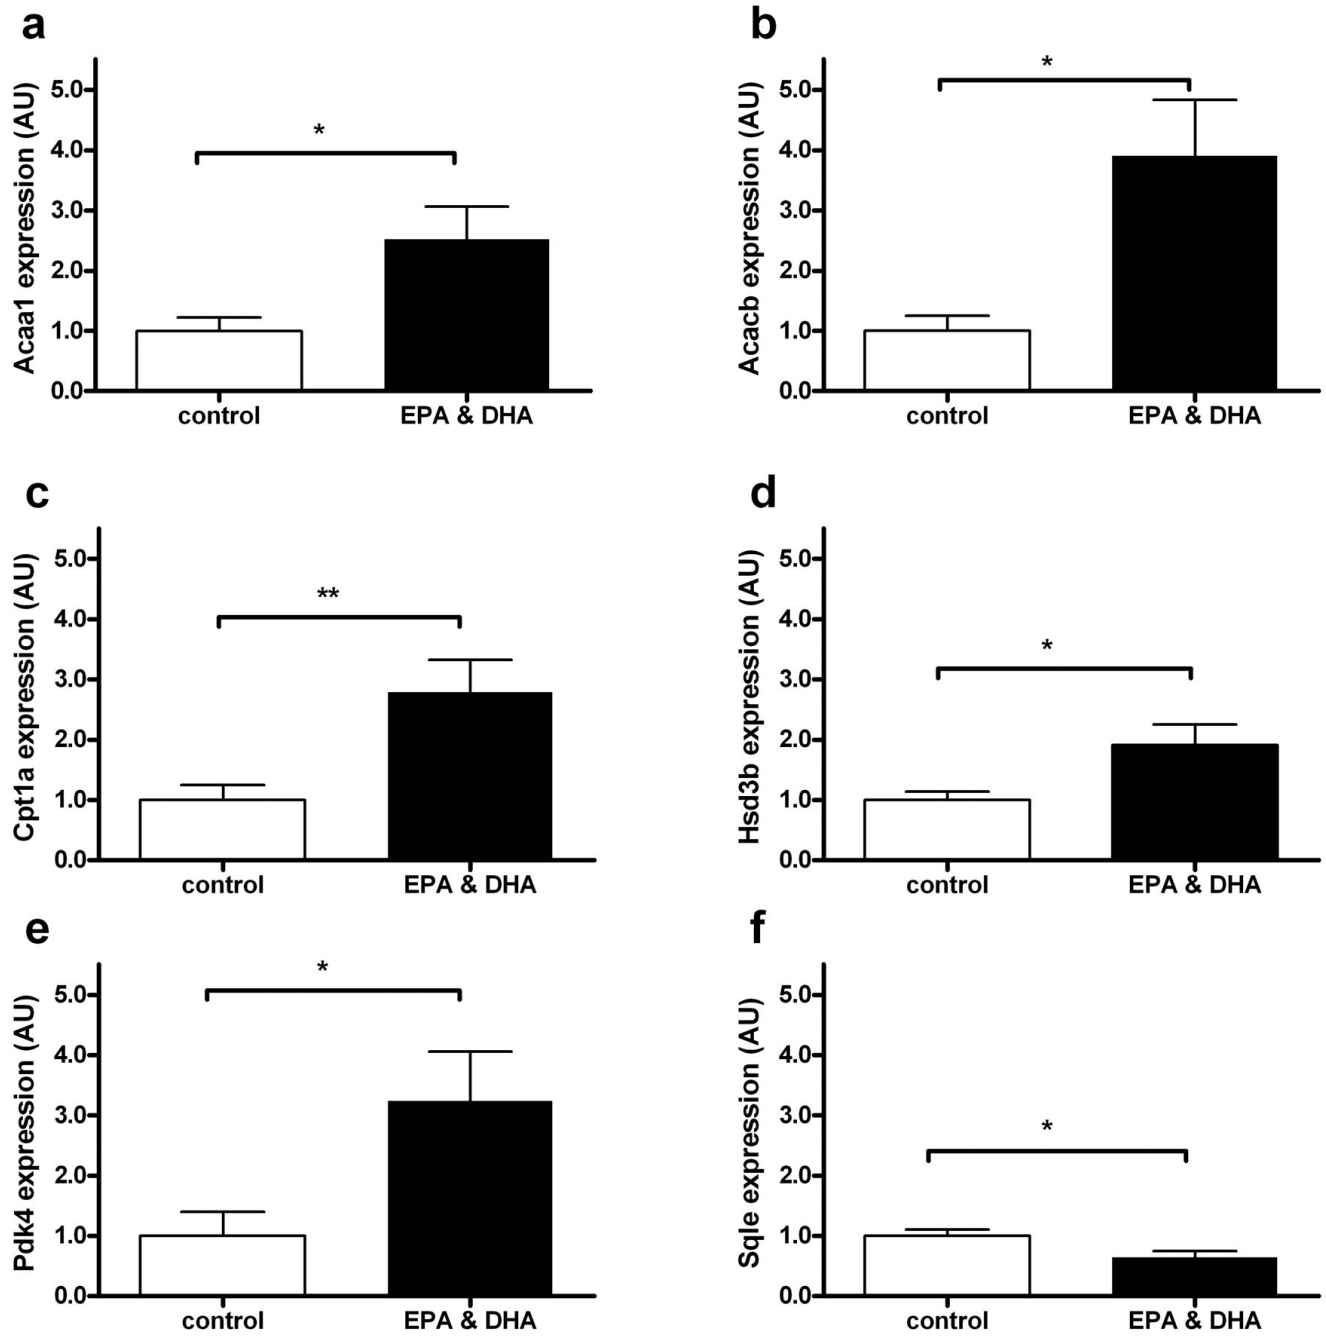 a
Acaa1 expression (AU)
5.0
4.0
3.0
2.0
1.0
0.0
*
control
EPA & DHA
b
Acacb expression (AU)
5.0
4.0
3.0
2.0
1.0
0.0
*
control
EPA & DHA
c
Cpt1a expression (AU)
5.0
4.0
3.0
2.0
1.0
0.0
**
control
EPA & DHA
d
Hsd3b expression (AU)
5.0
4.0
3.0
2.0
1.0
0.0
*
control
EPA & DHA
e
Pdk4 expression (AU)
5.0
4.0
3.0
2.0
1.0
0.0
*
control
EPA & DHA
f
Sqle expression (AU)
5.0
4.0
3.0
2.0
1.0
0.0
*
control
EPA & DHA